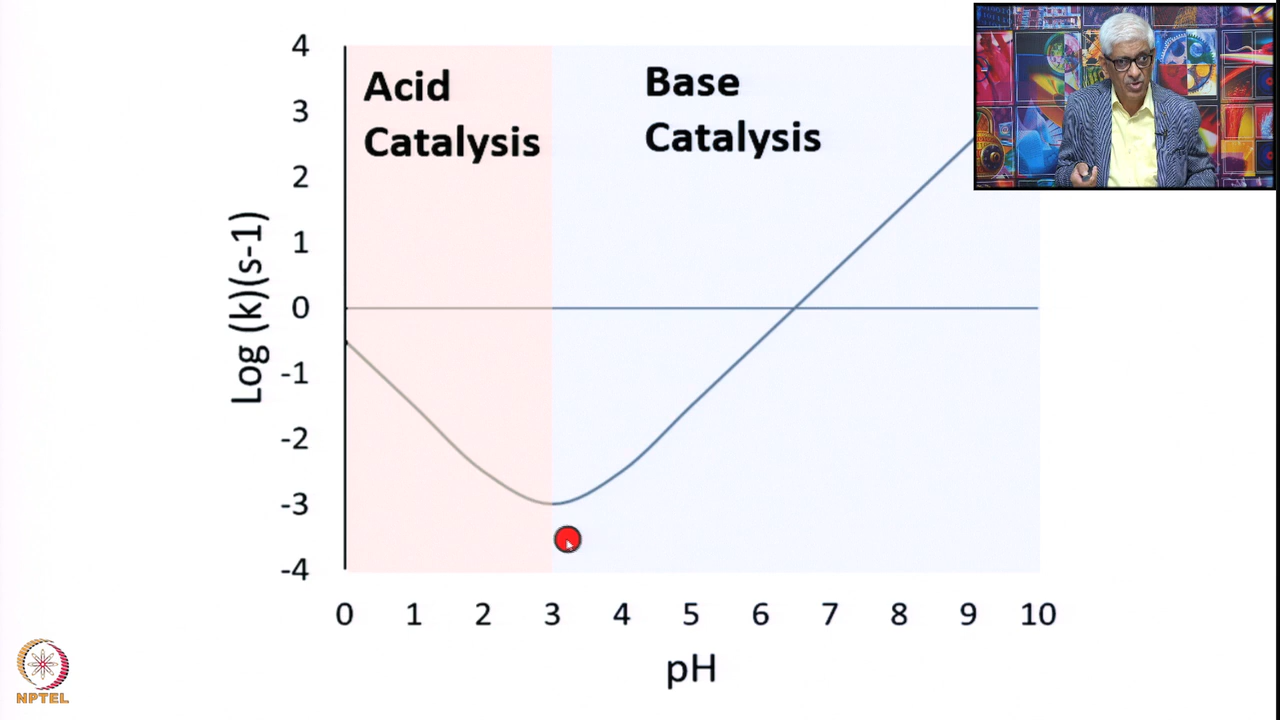 4
3
2
1
0
-1
-2
-3
-4
Log (k)(s-1)
Acid
Catalysis
Base
Catalysis
0 1 2 3 4 5 6 7 8 9 10
pH
NPTEL